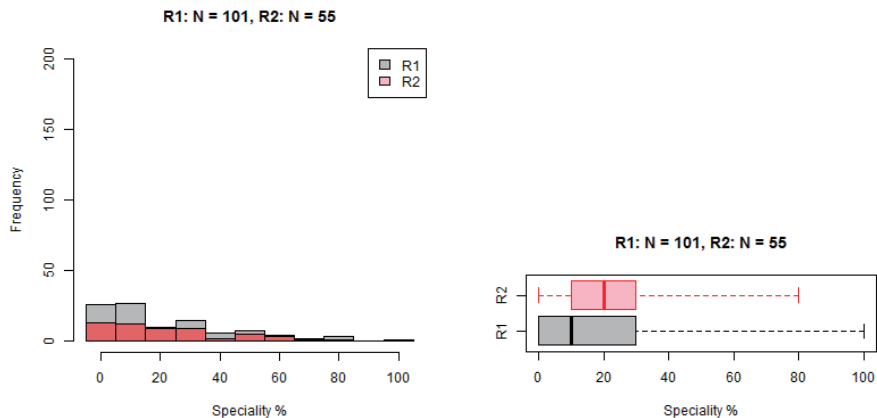 R1: N = 101, R2: N = 55
R1
R2
Frequency
200
150
100
50
0
0 20 40 60 80 100
Speciality %
R1: N = 101, R2: N = 55
R2
R1
0 20 40 60 80 100
Speciality %